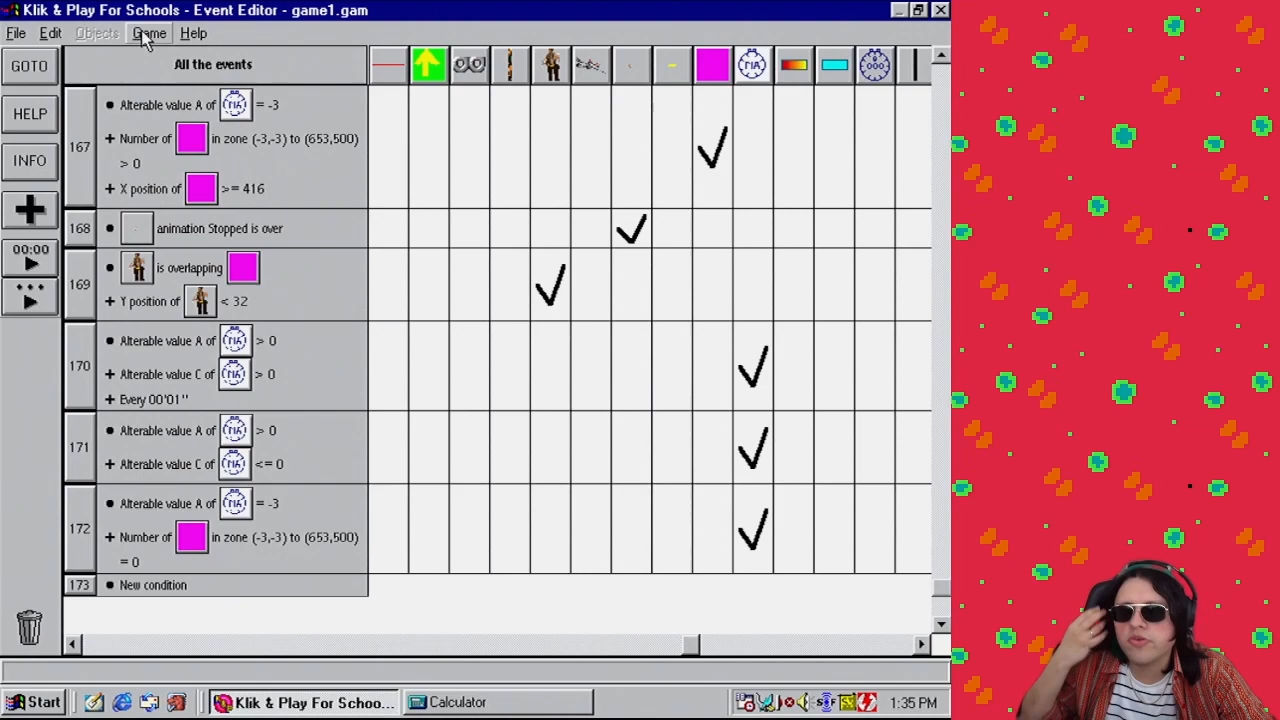 Klik & Play For Schools - Event Editor - game1.gam
File Edit Objects Game Help
GOTO
All the events
HELP
INFO
00:00
167
Alterable value A of = -3
+ Number of in zone (-3,-3) to (653,500)
> 0
+ X position of >= 416
168
animation Stopped is over
169
is overlapping
+ Y position of < 32
170
Alterable value A of > 0
+ Alterable value C of > 0
+ Every 00'01''
171
Alterable value A of > 0
+ Alterable value C of <= 0
172
Alterable value A of = -3
+ Number of in zone (-3,-3) to (653,500)
= 0
173
New condition
Start
Klik & Play For Schoo...
Calculator
1:35 PM